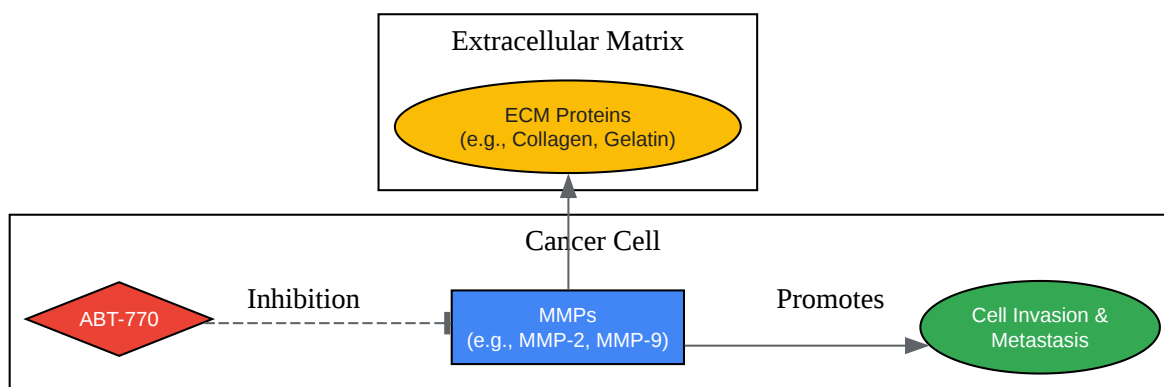 Extracellular Matrix
ECM Proteins
(e.g., Collagen, Gelatin)
Cancer Cell
ABT-770
Inhibition
MMPs
(e.g., MMP-2, MMP-9)
Promotes
Cell Invasion &
Metastasis